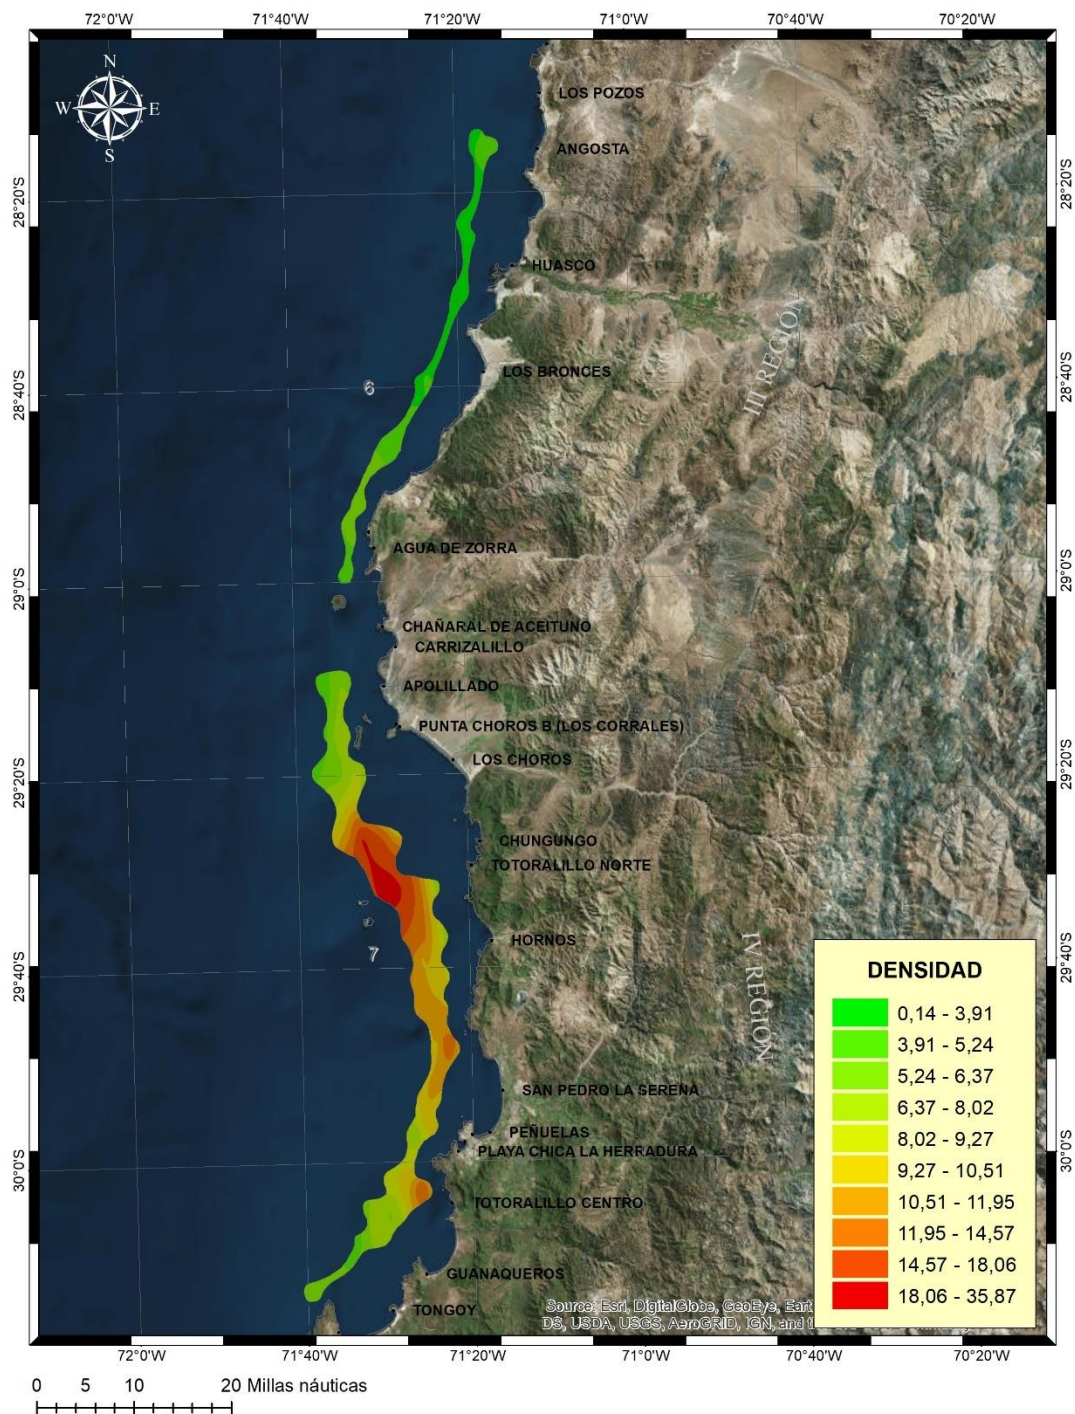 72°0'W 71°40'W 71°20'W 71°0'W 70°40'W 70°20'W
N
W E
S
LOS POZOS
ANGOSTA
28°20'S 28°20'S
HUASCO
III REGIÓN
LOS BRONCES
6
28°40'S 28°40'S
AGUA DE ZORRA
29°0'S 29°0'S
CHAÑARAL DE ACEITUNO
CARRIZALILLO
APOLILLADO
PUNTA CHOROS B (LOS CORRALES)
LOS CHOROS
29°20'S 29°20'S
CHUNGUNGO
TOTORALILLO NORTE
HORNOS
7
29°40'S 29°40'S
IV REGIÓN
SAN PEDRO LA SERENA
PEÑUELAS
PLAYA CHICA LA HERRADURA
30°0'S 30°0'S
TOTORALILLO CENTRO
GUANAQUEROS
TONGOY
DENSIDAD
0,14 - 3,91
3,91 - 5,24
5,24 - 6,37
6,37 - 8,02
8,02 - 9,27
9,27 - 10,51
10,51 - 11,95
11,95 - 14,57
14,57 - 18,06
18,06 - 35,87
Source: Esri, DigitalGlobe, GeoEye,
DS, USDA, USGS, AeroGRID, IGN, and
72°0'W 71°40'W 71°20'W 71°0'W 70°40'W 70°20'W
0 5 10 20 Millas náuticas